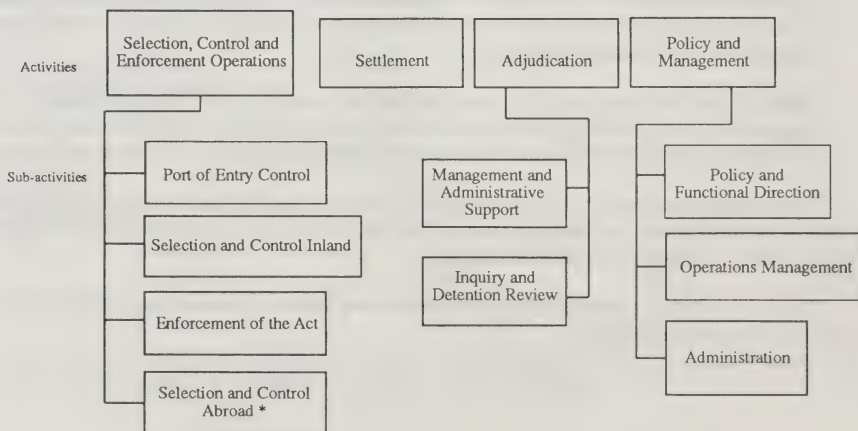 Activities
Selection, Control and
Enforcement Operations
Settlement
Adjudication
Policy and
Management
Sub-activities
Port of Entry Control
Selection and Control Inland
Enforcement of the Act
Selection and Control
Abroad *
Management and
Administrative
Support
Inquiry and
Detention Review
Policy and
Functional Direction
Operations Management
Administration